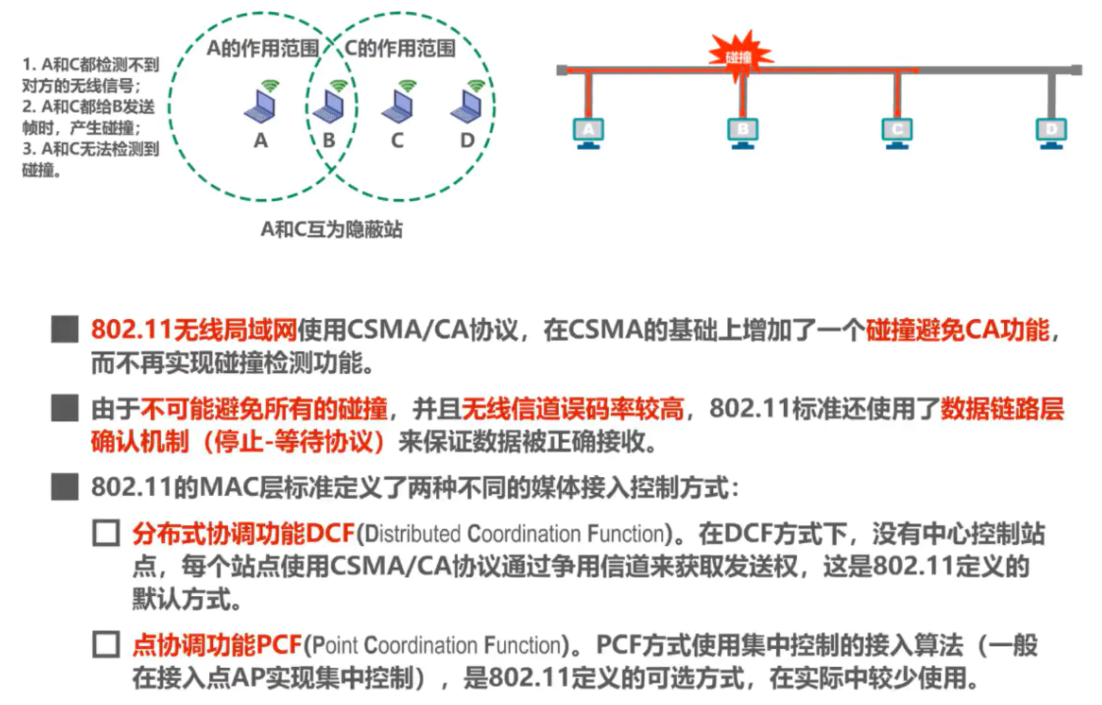 A的作用范围
C的作用范围
1. A和C都检测不到
对方的无线信号；
2. A和C都给B发送
帧时，产生碰撞；
3. A和C无法检测到
碰撞。
A
B
C
D
A和C互为隐蔽站
碰撞
A
B
C
D
802.11无线局域网使用CSMA/CA协议，在CSMA的基础上增加了一个碰撞避免CA功能，
而不再实现碰撞检测功能。
由于不可能避免所有的碰撞，并且无线信道误码率较高，802.11标准还使用了数据链路层
确认机制（停止-等待协议）来保证数据被正确接收。
802.11的MAC层标准定义了两种不同的媒体接入控制方式：
分布式协调功能DCF(Distributed Coordination Function)。在DCF方式下，没有中心控制站
点，每个站点使用CSMA/CA协议通过争用信道来获取发送权，这是802.11定义的
默认方式。
点协调功能PCF(Point Coordination Function)。PCF方式使用集中控制的接入算法（一般
在接入点AP实现集中控制），是802.11定义的可选方式，在实际中较少使用。